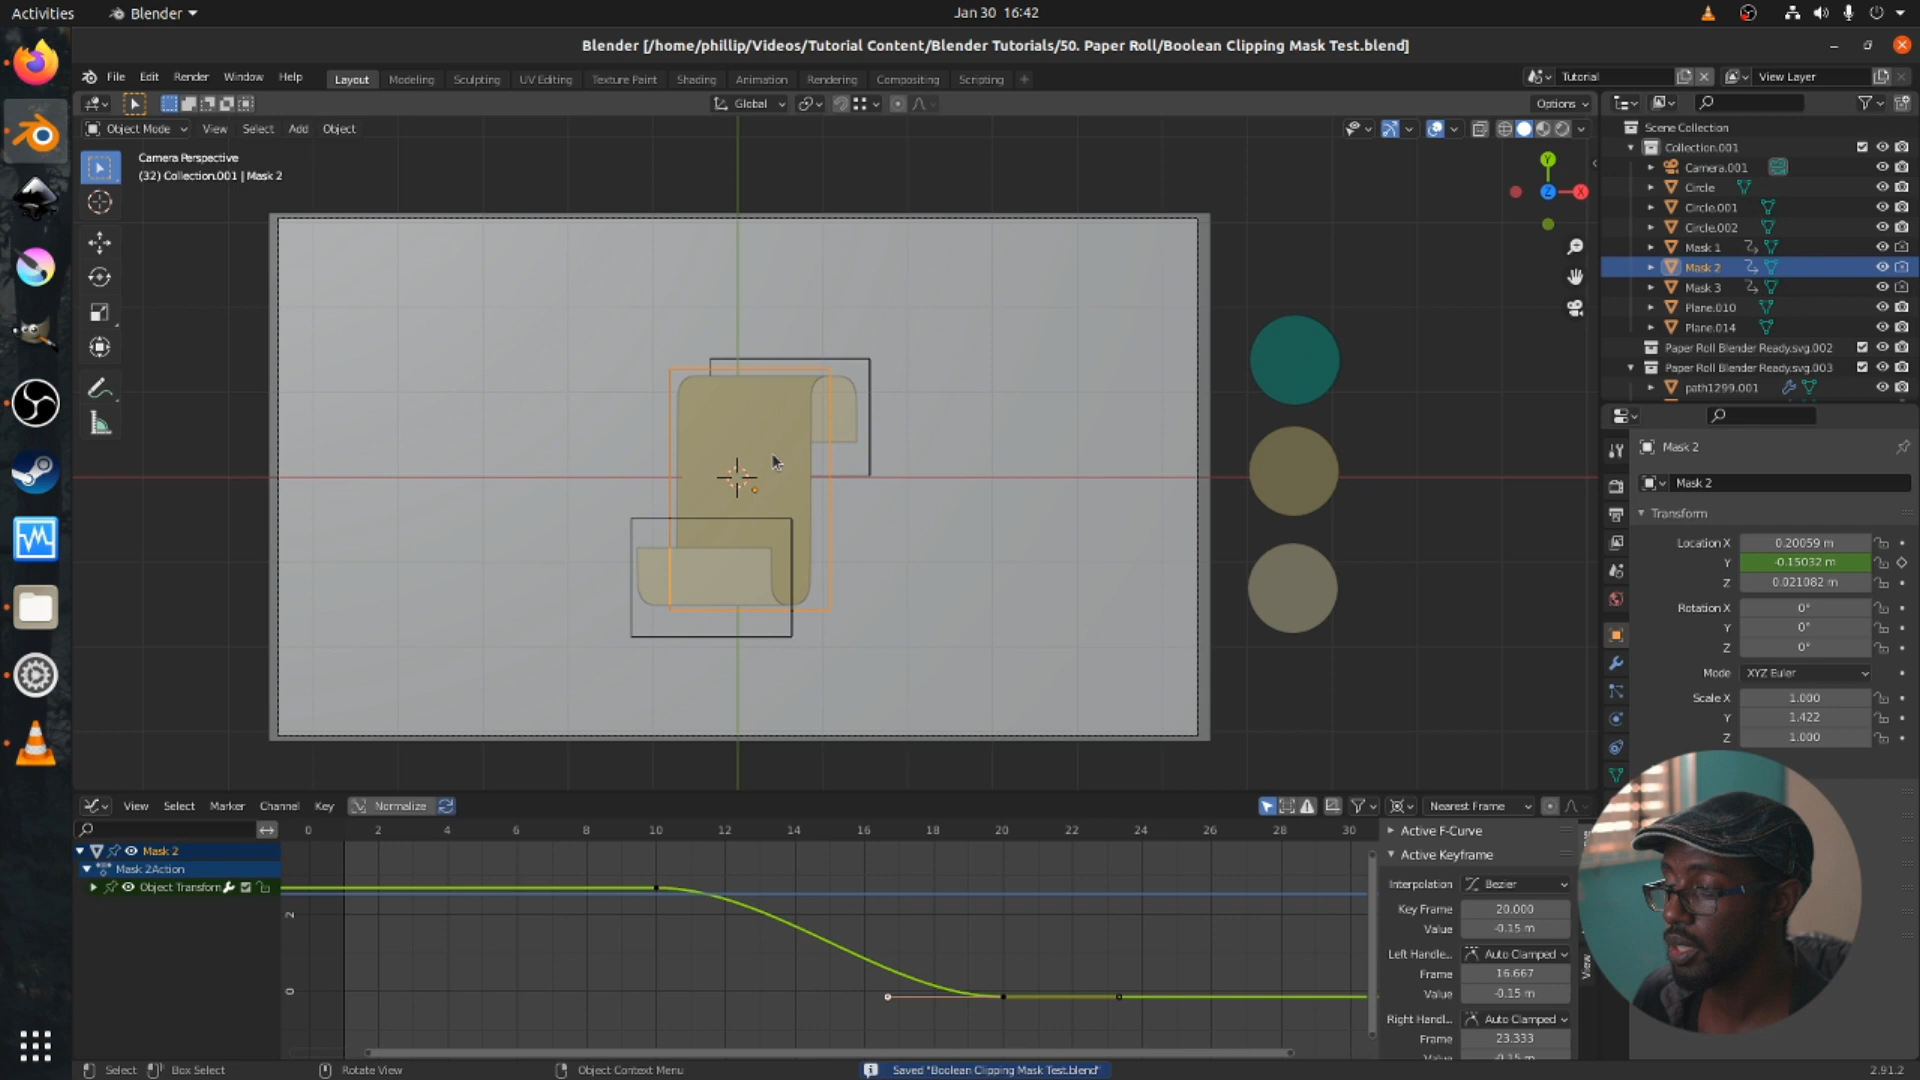 Activities
Blender
Jan 30 16:42
Blender [/home/phillip/Videos/Tutorial Content/Blender Tutorials/50. Paper Roll/Boolean Clipping Mask Test.blend]
File Edit Render Window Help
Layout Modeling Sculpting UV Editing Texture Paint Shading Animation Rendering Compositing Scripting
Tutorial
View Layer
Global
Options
Object Mode View Select Add Object
Camera Perspective
(32) Collection.001 | Mask 2
Y
X
Z
Scene Collection
Collection.001
Camera.001
Circle
Circle.001
Circle.002
Mask 1
Mask 2
Mask 3
Plane.010
Plane.014
Paper Roll Blender Ready.svg.002
Paper Roll Blender Ready.svg.003
path1299.001
Mask 2
Mask 2
Transform
Location X 0.20059 m
Y -0.15032 m
Z 0.021082 m
Rotation X 0°
Y 0°
Z 0°
Mode XYZ Euler
Scale X 1.000
Y 1.422
Z 1.000
View Select Marker Channel Key Normalize
Nearest Frame
0 2 4 6 8 10 12 14 16 18 20 22 24 26 28 30
Mask 2
Mask 2Action
Object Transform
2
0
Active F-Curve
Active Keyframe
Interpolation Bezier
Key Frame 20.000
Value -0.15 m
Left Handle... Auto Clamped
Frame 16.667
Value -0.15 m
Right Handl... Auto Clamped
Frame 23.333
View
Select Box Select Rotate View Object Context Menu
Saved "Boolean Clipping Mask Test.blend"
2.91.2